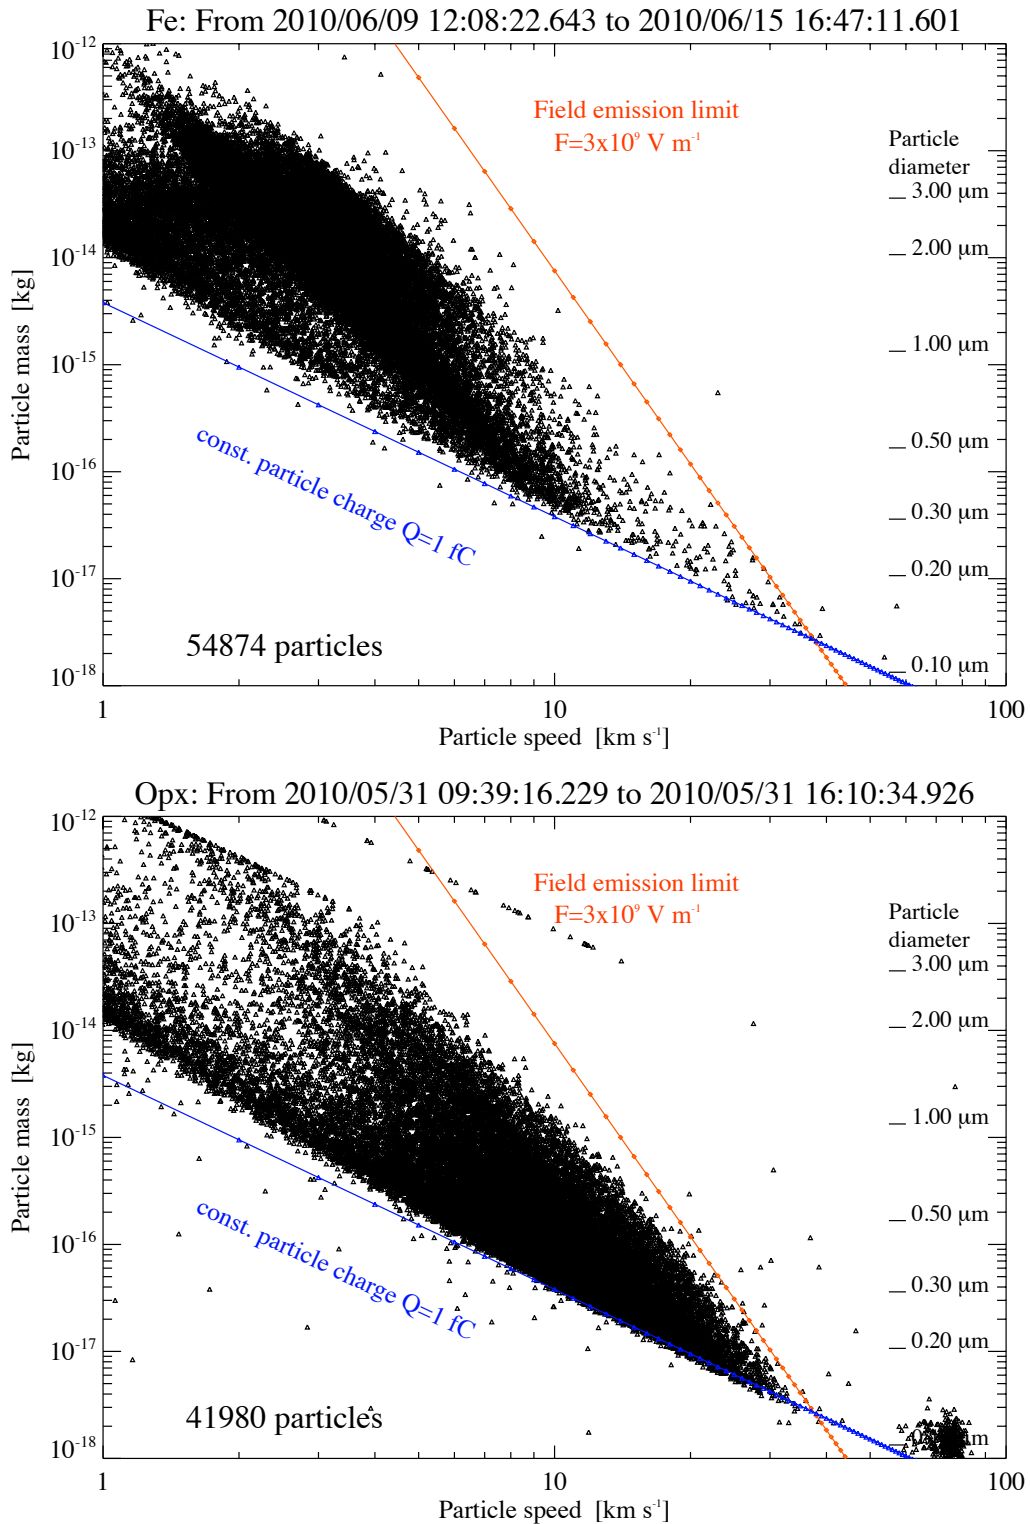 Fe: From 2010/06/09 12:08:22.643 to 2010/06/15 16:47:11.601
10⁻¹²
10⁻¹³
10⁻¹⁴
10⁻¹⁵
10⁻¹⁶
10⁻¹⁷
10⁻¹⁸
Particle mass [kg]
Field emission limit
F=3x10⁹ V m⁻¹
Particle
diameter
3.00 µm
2.00 µm
1.00 µm
0.50 µm
0.30 µm
0.20 µm
0.10 µm
const. particle charge Q=1 fC
54874 particles
1 10 100
Particle speed [km s⁻¹]
Opx: From 2010/05/31 09:39:16.229 to 2010/05/31 16:10:34.926
10⁻¹²
10⁻¹³
10⁻¹⁴
10⁻¹⁵
10⁻¹⁶
10⁻¹⁷
10⁻¹⁸
Particle mass [kg]
Field emission limit
F=3x10⁹ V m⁻¹
Particle
diameter
3.00 µm
2.00 µm
1.00 µm
0.50 µm
0.30 µm
0.20 µm
const. particle charge Q=1 fC
41980 particles
1 10 100
Particle speed [km s⁻¹]